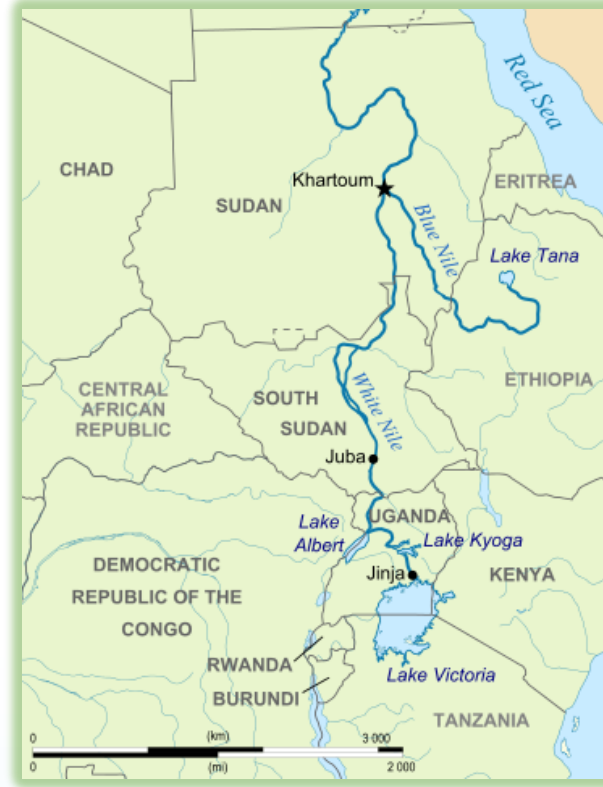 Red Sea
CHAD
Khartoum
ERITREA
SUDAN
Blue Nile
Lake Tana
CENTRAL
AFRICAN
REPUBLIC
SOUTH
SUDAN
White Nile
ETHIOPIA
Juba
Lake
Albert
UGANDA
Lake Kyoga
DEMOCRATIC
REPUBLIC OF THE
CONGO
Jinja
KENYA
RWANDA
BURUNDI
Lake Victoria
TANZANIA
0 (km) 3 000
0 (mi) 2 000